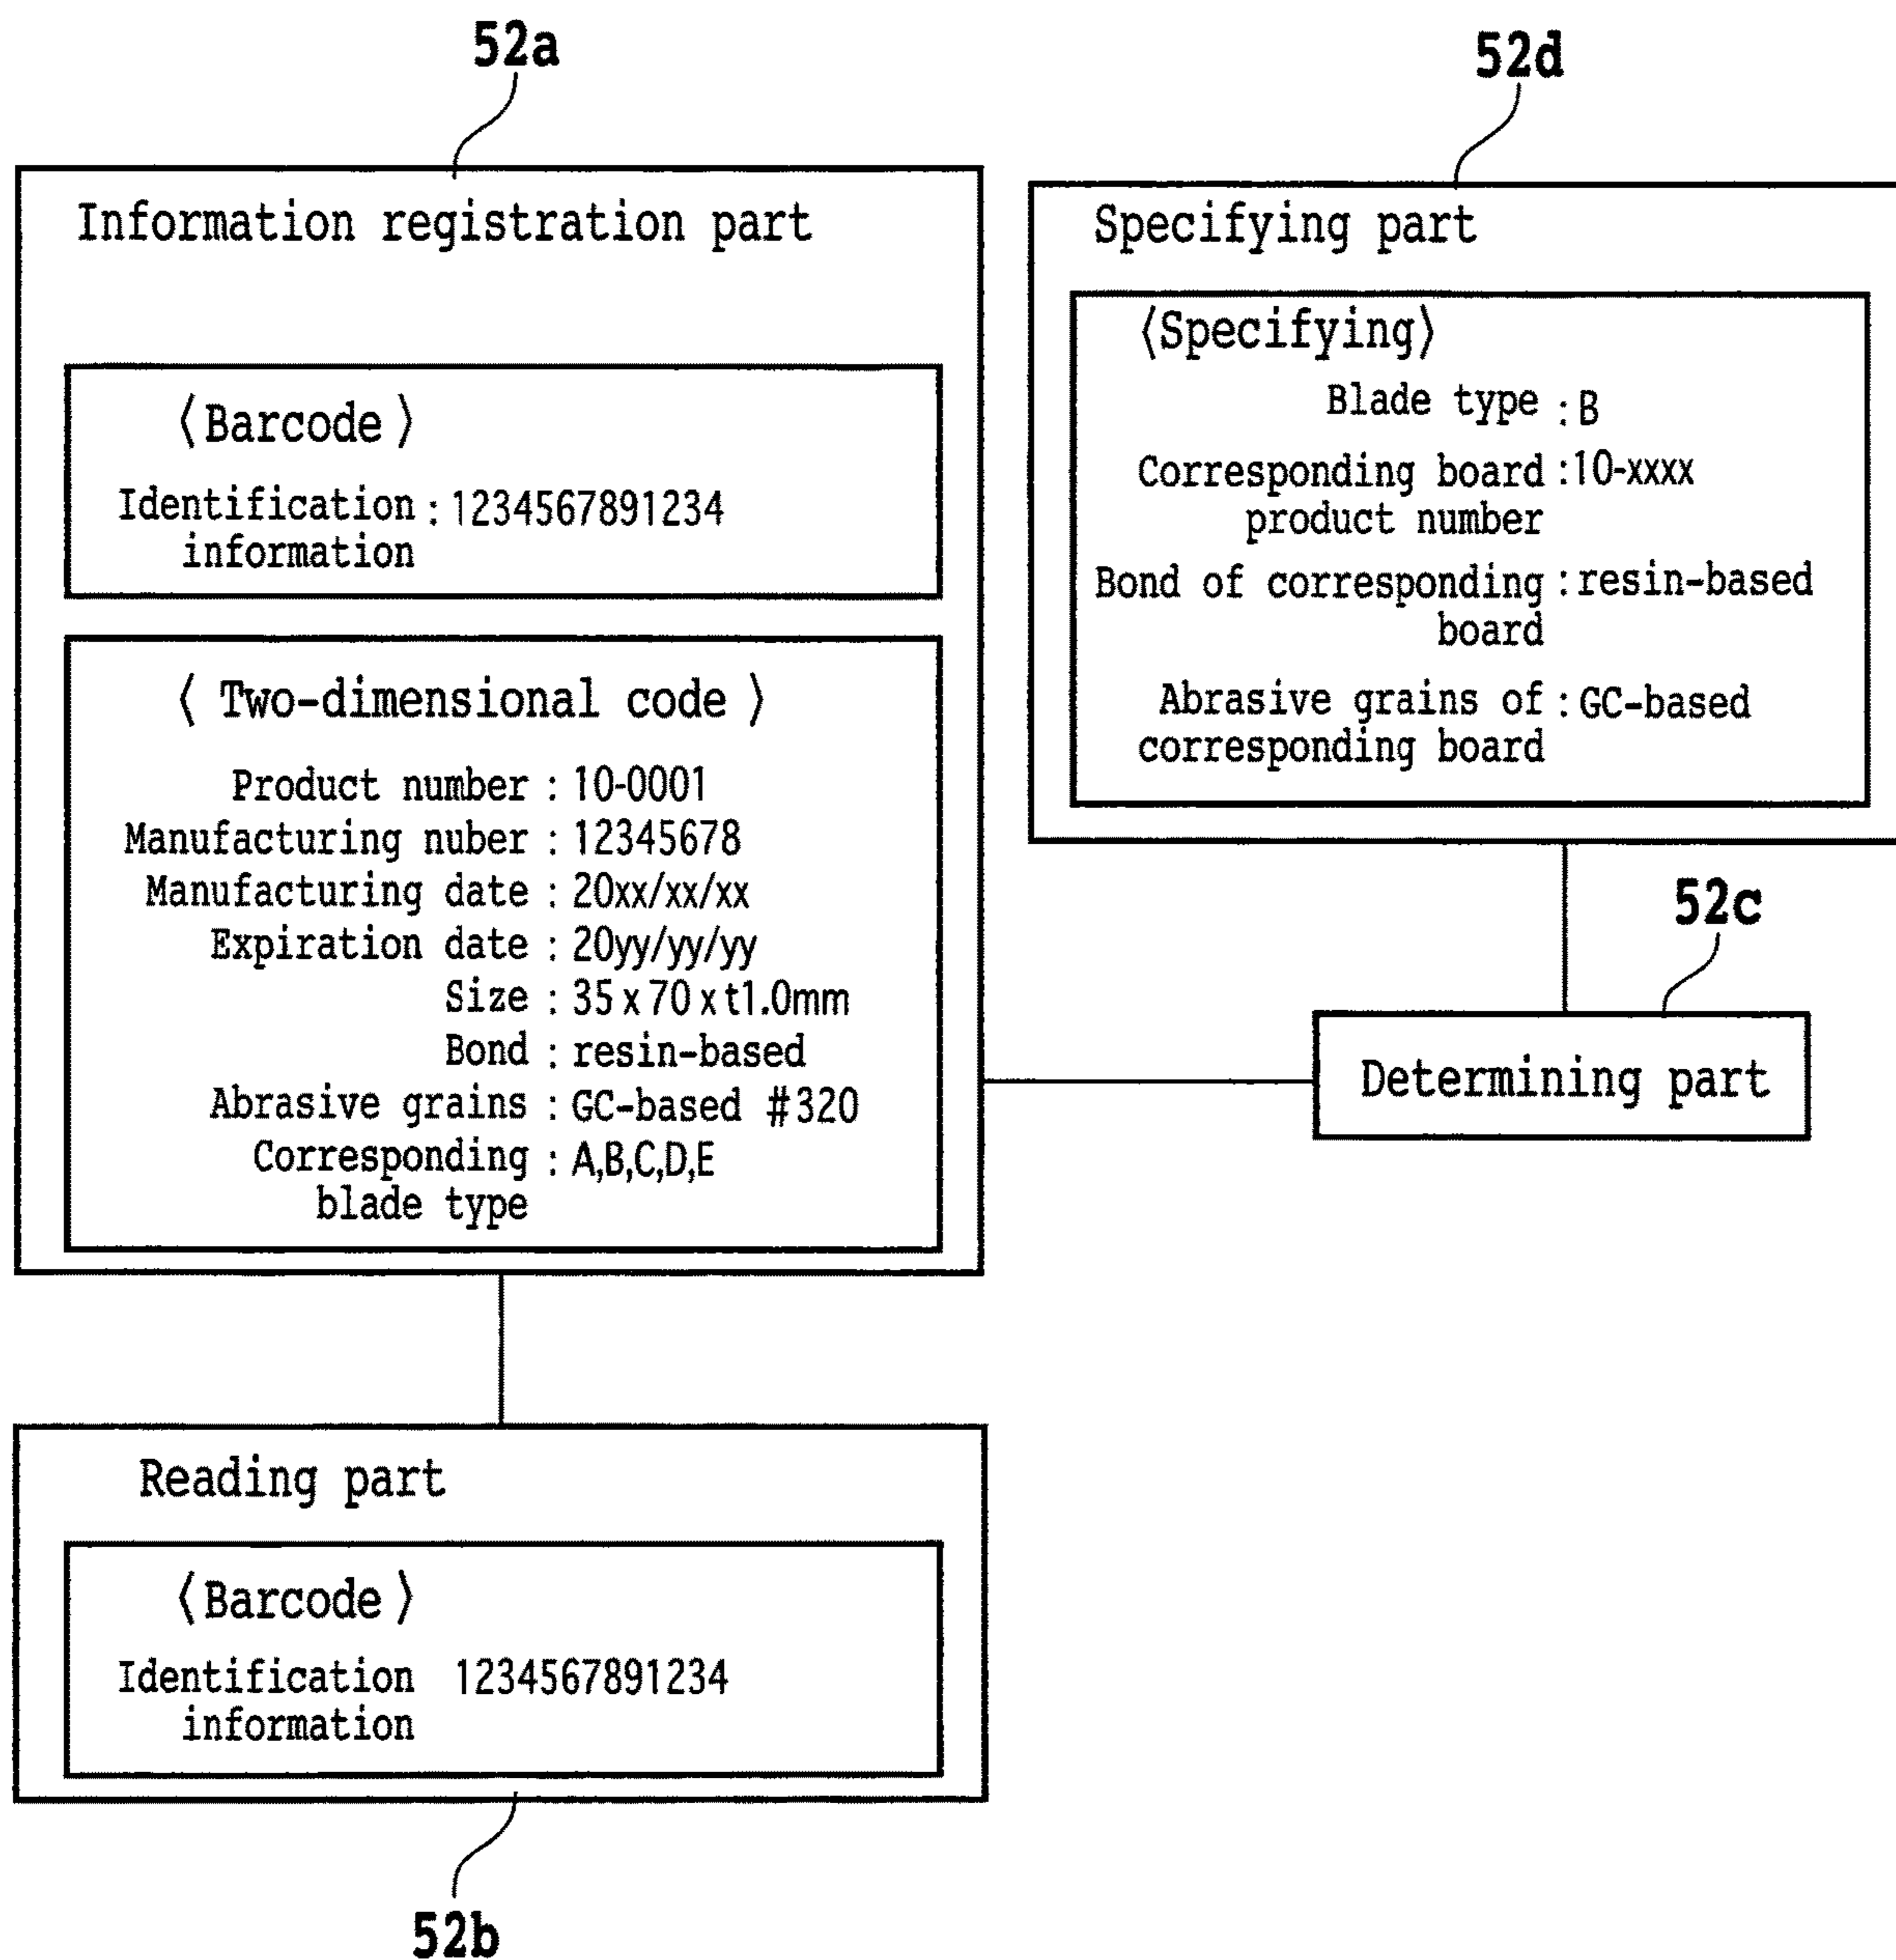 52a
Information registration part
〈Barcode〉
Identification : 1234567891234
information
〈 Two-dimensional code 〉
Product number : 10-0001
Manufacturing nuber : 12345678
Manufacturing date : 20xx/xx/xx
Expiration date : 20yy/yy/yy
Size : 35 x 70 x t1.0mm
Bond : resin-based
Abrasive grains : GC-based #320
Corresponding : A,B,C,D,E
blade type
52d
Specifying part
〈Specifying〉
Blade type : B
Corresponding board : 10-xxxx
product number
Bond of corresponding : resin-based
board
Abrasive grains of : GC-based
corresponding board
52c
Determining part
Reading part
〈Barcode〉
Identification 1234567891234
information
52b